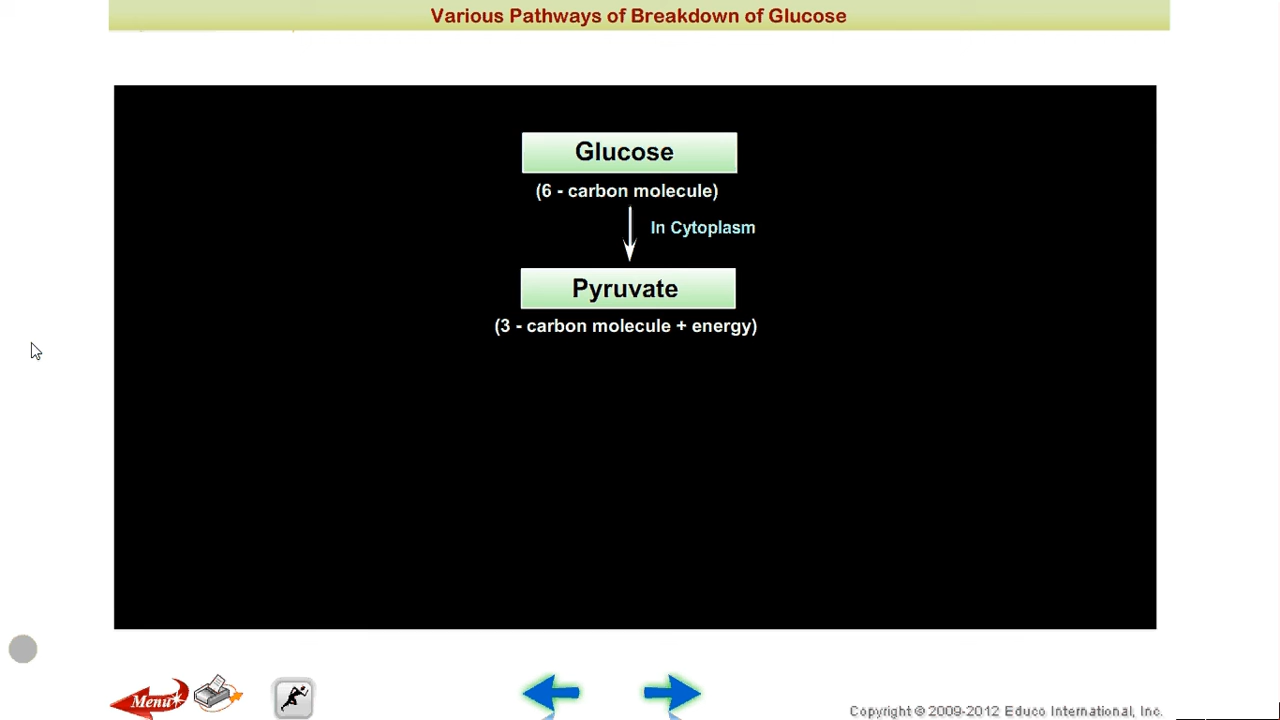 Various Pathways of Breakdown of Glucose
Glucose
(6 - carbon molecule)
In Cytoplasm
Pyruvate
(3 - carbon molecule + energy)
Menu
Copyright © 2009-2012 Educo International, Inc.